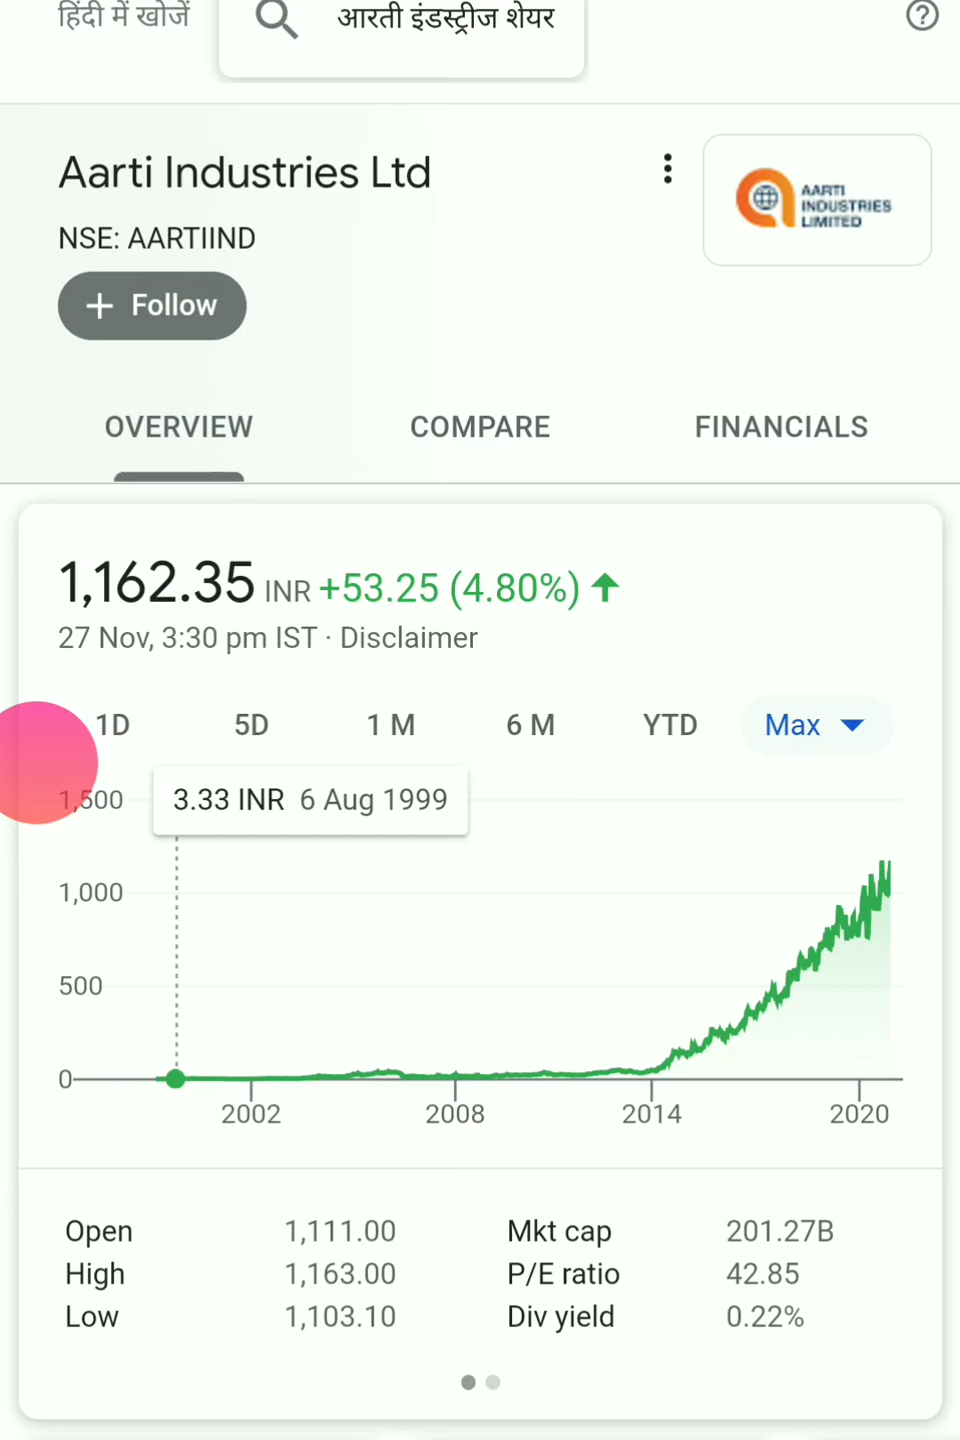 हिंदी में खोजें
आरती इंडस्ट्रीज शेयर
?
Aarti Industries Ltd
AARTI
INDUSTRIES
LIMITED
NSE: AARTIIND
+ Follow
OVERVIEW COMPARE FINANCIALS
1,162.35 INR +53.25 (4.80%) ↑
27 Nov, 3:30 pm IST · Disclaimer
1D 5D 1 M 6 M YTD Max
3.33 INR 6 Aug 1999
1,500
1,000
500
0
2002 2008 2014 2020
Open 1,111.00 Mkt cap 201.27B
High 1,163.00 P/E ratio 42.85
Low 1,103.10 Div yield 0.22%